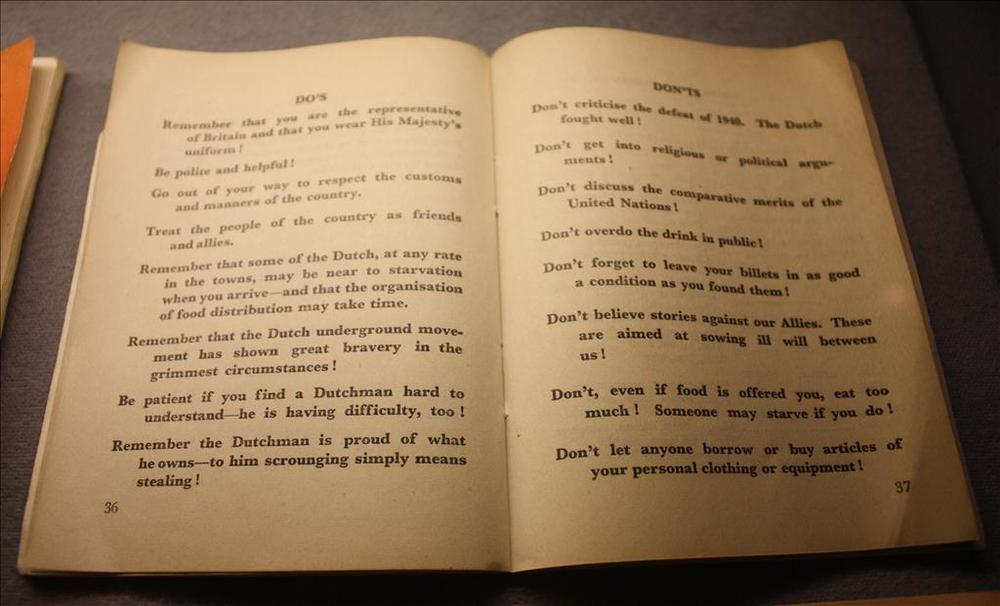 DO'S
Remember that you are the representative
of Britain and that you wear His Majesty's
uniform!
Be polite and helpful!
Go out of your way to respect the customs
and manners of the country.
Treat the people of the country as friends
and allies.
Remember that some of the Dutch, at any rate
in the towns, may be near to starvation
when you arrive—and that the organisation
of food distribution may take time.
Remember that the Dutch underground move-
ment has shown great bravery in the
grimmest circumstances!
Be patient if you find a Dutchman hard to
understand—he is having difficulty, too!
Remember the Dutchman is proud of what
he owns—to him scrounging simply means
stealing!
36
DON'TS
Don't criticise the defeat of 1940. The Dutch
fought well!
Don't get into religious or political argu-
ments!
Don't discuss the comparative merits of the
United Nations!
Don't overdo the drink in public!
Don't forget to leave your billets in as good
a condition as you found them!
Don't believe stories against our Allies. These
are aimed at sowing ill will between
us!
Don't, even if food is offered you, eat too
much! Someone may starve if you do!
Don't let anyone borrow or buy articles of
your personal clothing or equipment!
37